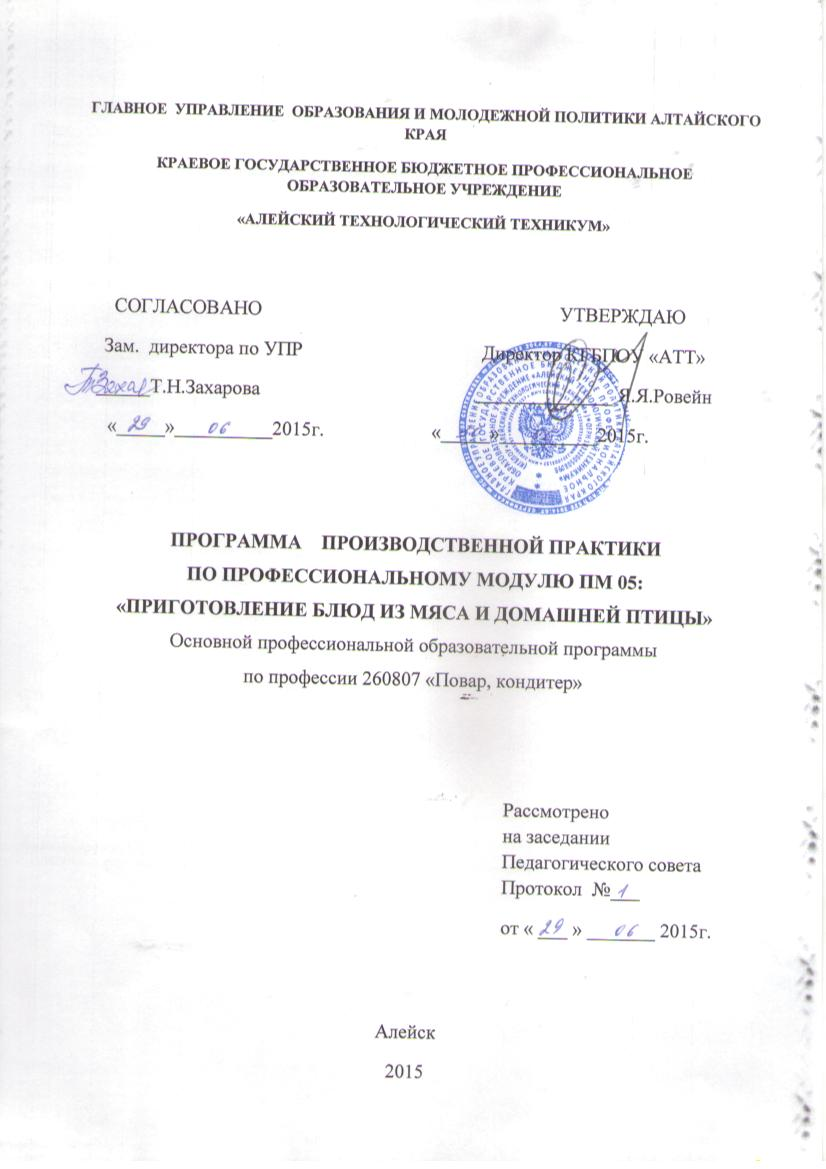 ГЛАВНОЕ УПРАВЛЕНИЕ ОБРАЗОВАНИЯ И МОЛОДЕЖНОЙ ПОЛИТИКИ АЛТАЙСКОГО
КРАЯ
КРАЕВОЕ ГОСУДАРСТВЕННОЕ БЮДЖЕТНОЕ ПРОФЕССИОНАЛЬНОЕ
ОБРАЗОВАТЕЛЬНОЕ УЧРЕЖДЕНИЕ
«АЛЕЙСКИЙ ТЕХНОЛОГИЧЕСКИЙ ТЕХНИКУМ»
СОГЛАСОВАНО
Зам. директора по УПР
Т.Н.Захарова
«29» 06 2015г.
УТВЕРЖДАЮ
Директор КГБПОУ «АТТ»
Я.Я.Ровейн
« » 2015г.
ПРОГРАММА ПРОИЗВОДСТВЕННОЙ ПРАКТИКИ
ПО ПРОФЕССИОНАЛЬНОМУ МОДУЛЮ ПМ 05:
«ПРИГОТОВЛЕНИЕ БЛЮД ИЗ МЯСА И ДОМАШНЕЙ ПТИЦЫ»
Основной профессиональной образовательной программы
по профессии 260807 «Повар, кондитер»
Рассмотрено
на заседании
Педагогического совета
Протокол №1
от « 29 » 06 2015г.
Алейск
2015